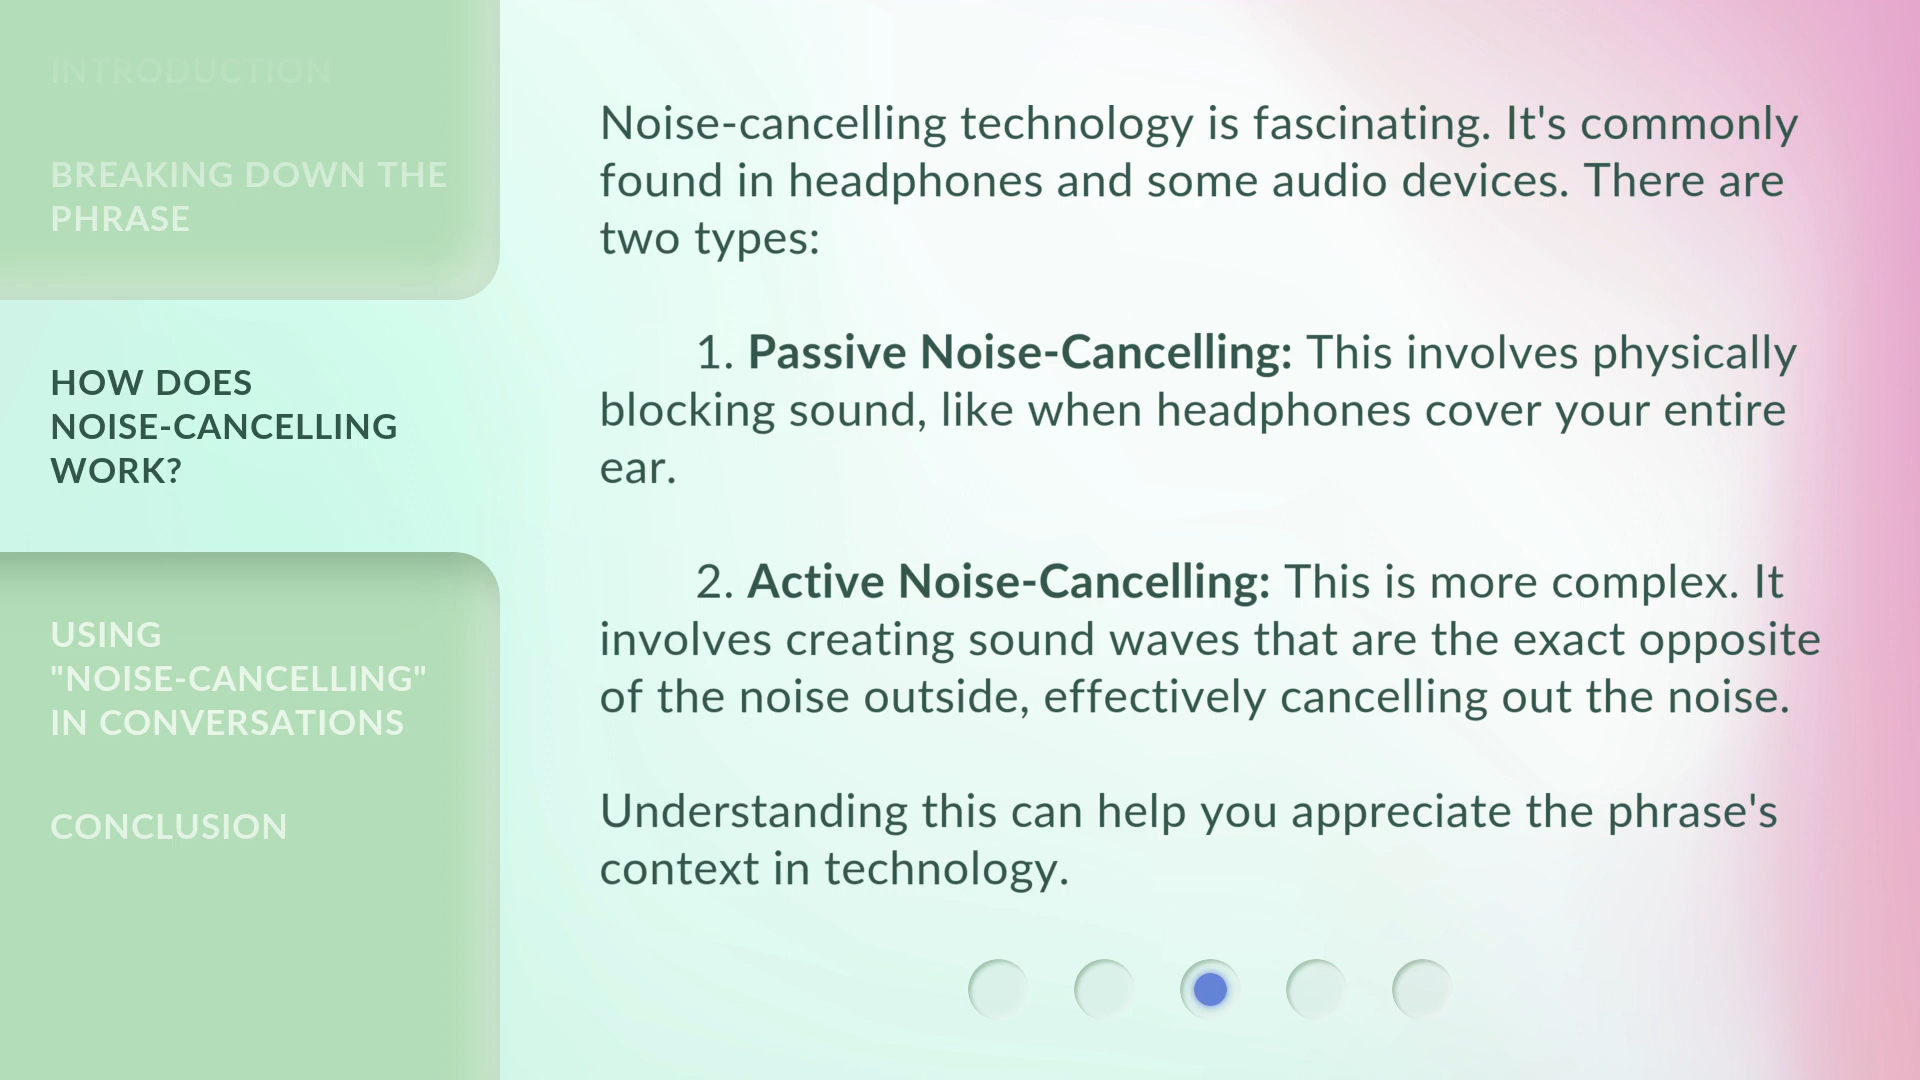 INTRODUCTION
BREAKING DOWN THE
PHRASE
HOW DOES
NOISE-CANCELLING
WORK?
USING
"NOISE-CANCELLING"
IN CONVERSATIONS
CONCLUSION
Noise-cancelling technology is fascinating. It's commonly
found in headphones and some audio devices. There are
two types:
1. Passive Noise-Cancelling: This involves physically
blocking sound, like when headphones cover your entire
ear.
2. Active Noise-Cancelling: This is more complex. It
involves creating sound waves that are the exact opposite
of the noise outside, effectively cancelling out the noise.
Understanding this can help you appreciate the phrase's
context in technology.